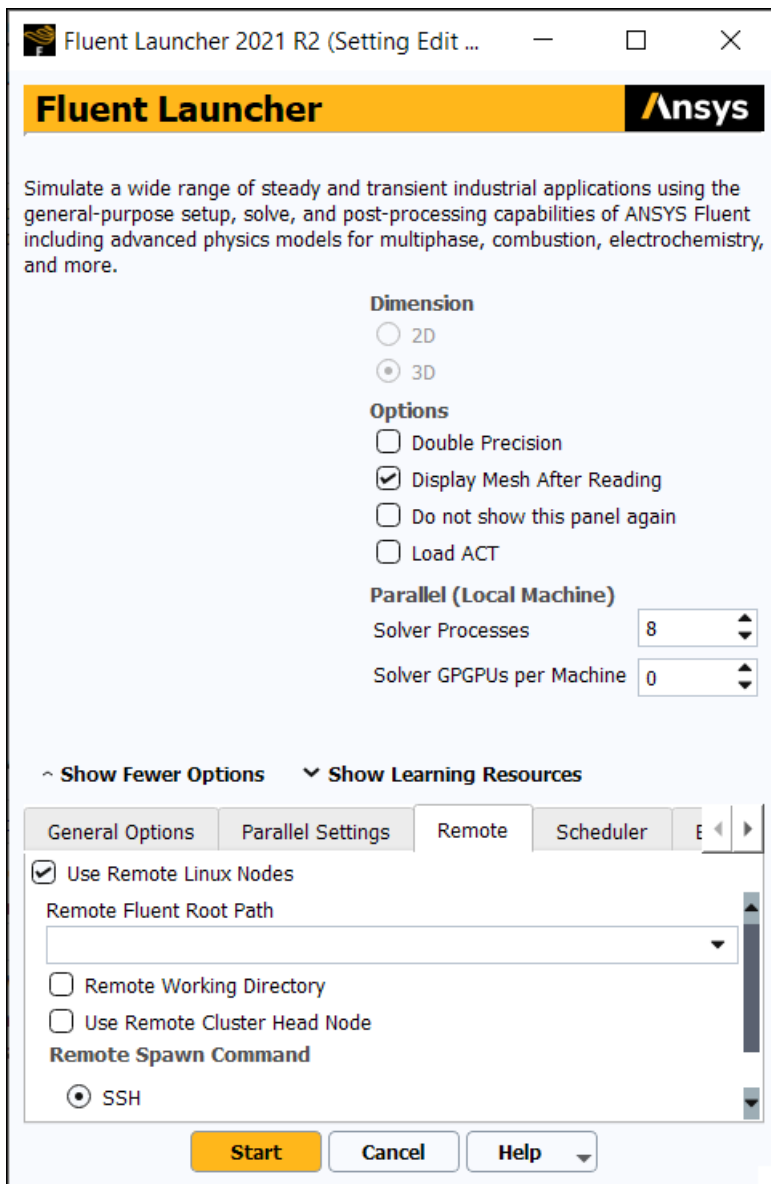 Fluent Launcher 2021 R2 (Setting Edit ...
Fluent Launcher
Ansys
Simulate a wide range of steady and transient industrial applications using the
general-purpose setup, solve, and post-processing capabilities of ANSYS Fluent
including advanced physics models for multiphase, combustion, electrochemistry,
and more.
Dimension
2D
3D
Options
Double Precision
Display Mesh After Reading
Do not show this panel again
Load ACT
Parallel (Local Machine)
Solver Processes 8
Solver GPGPUs per Machine 0
Show Fewer Options Show Learning Resources
General Options Parallel Settings Remote Scheduler
Use Remote Linux Nodes
Remote Fluent Root Path
Remote Working Directory
Use Remote Cluster Head Node
Remote Spawn Command
SSH
Start Cancel Help